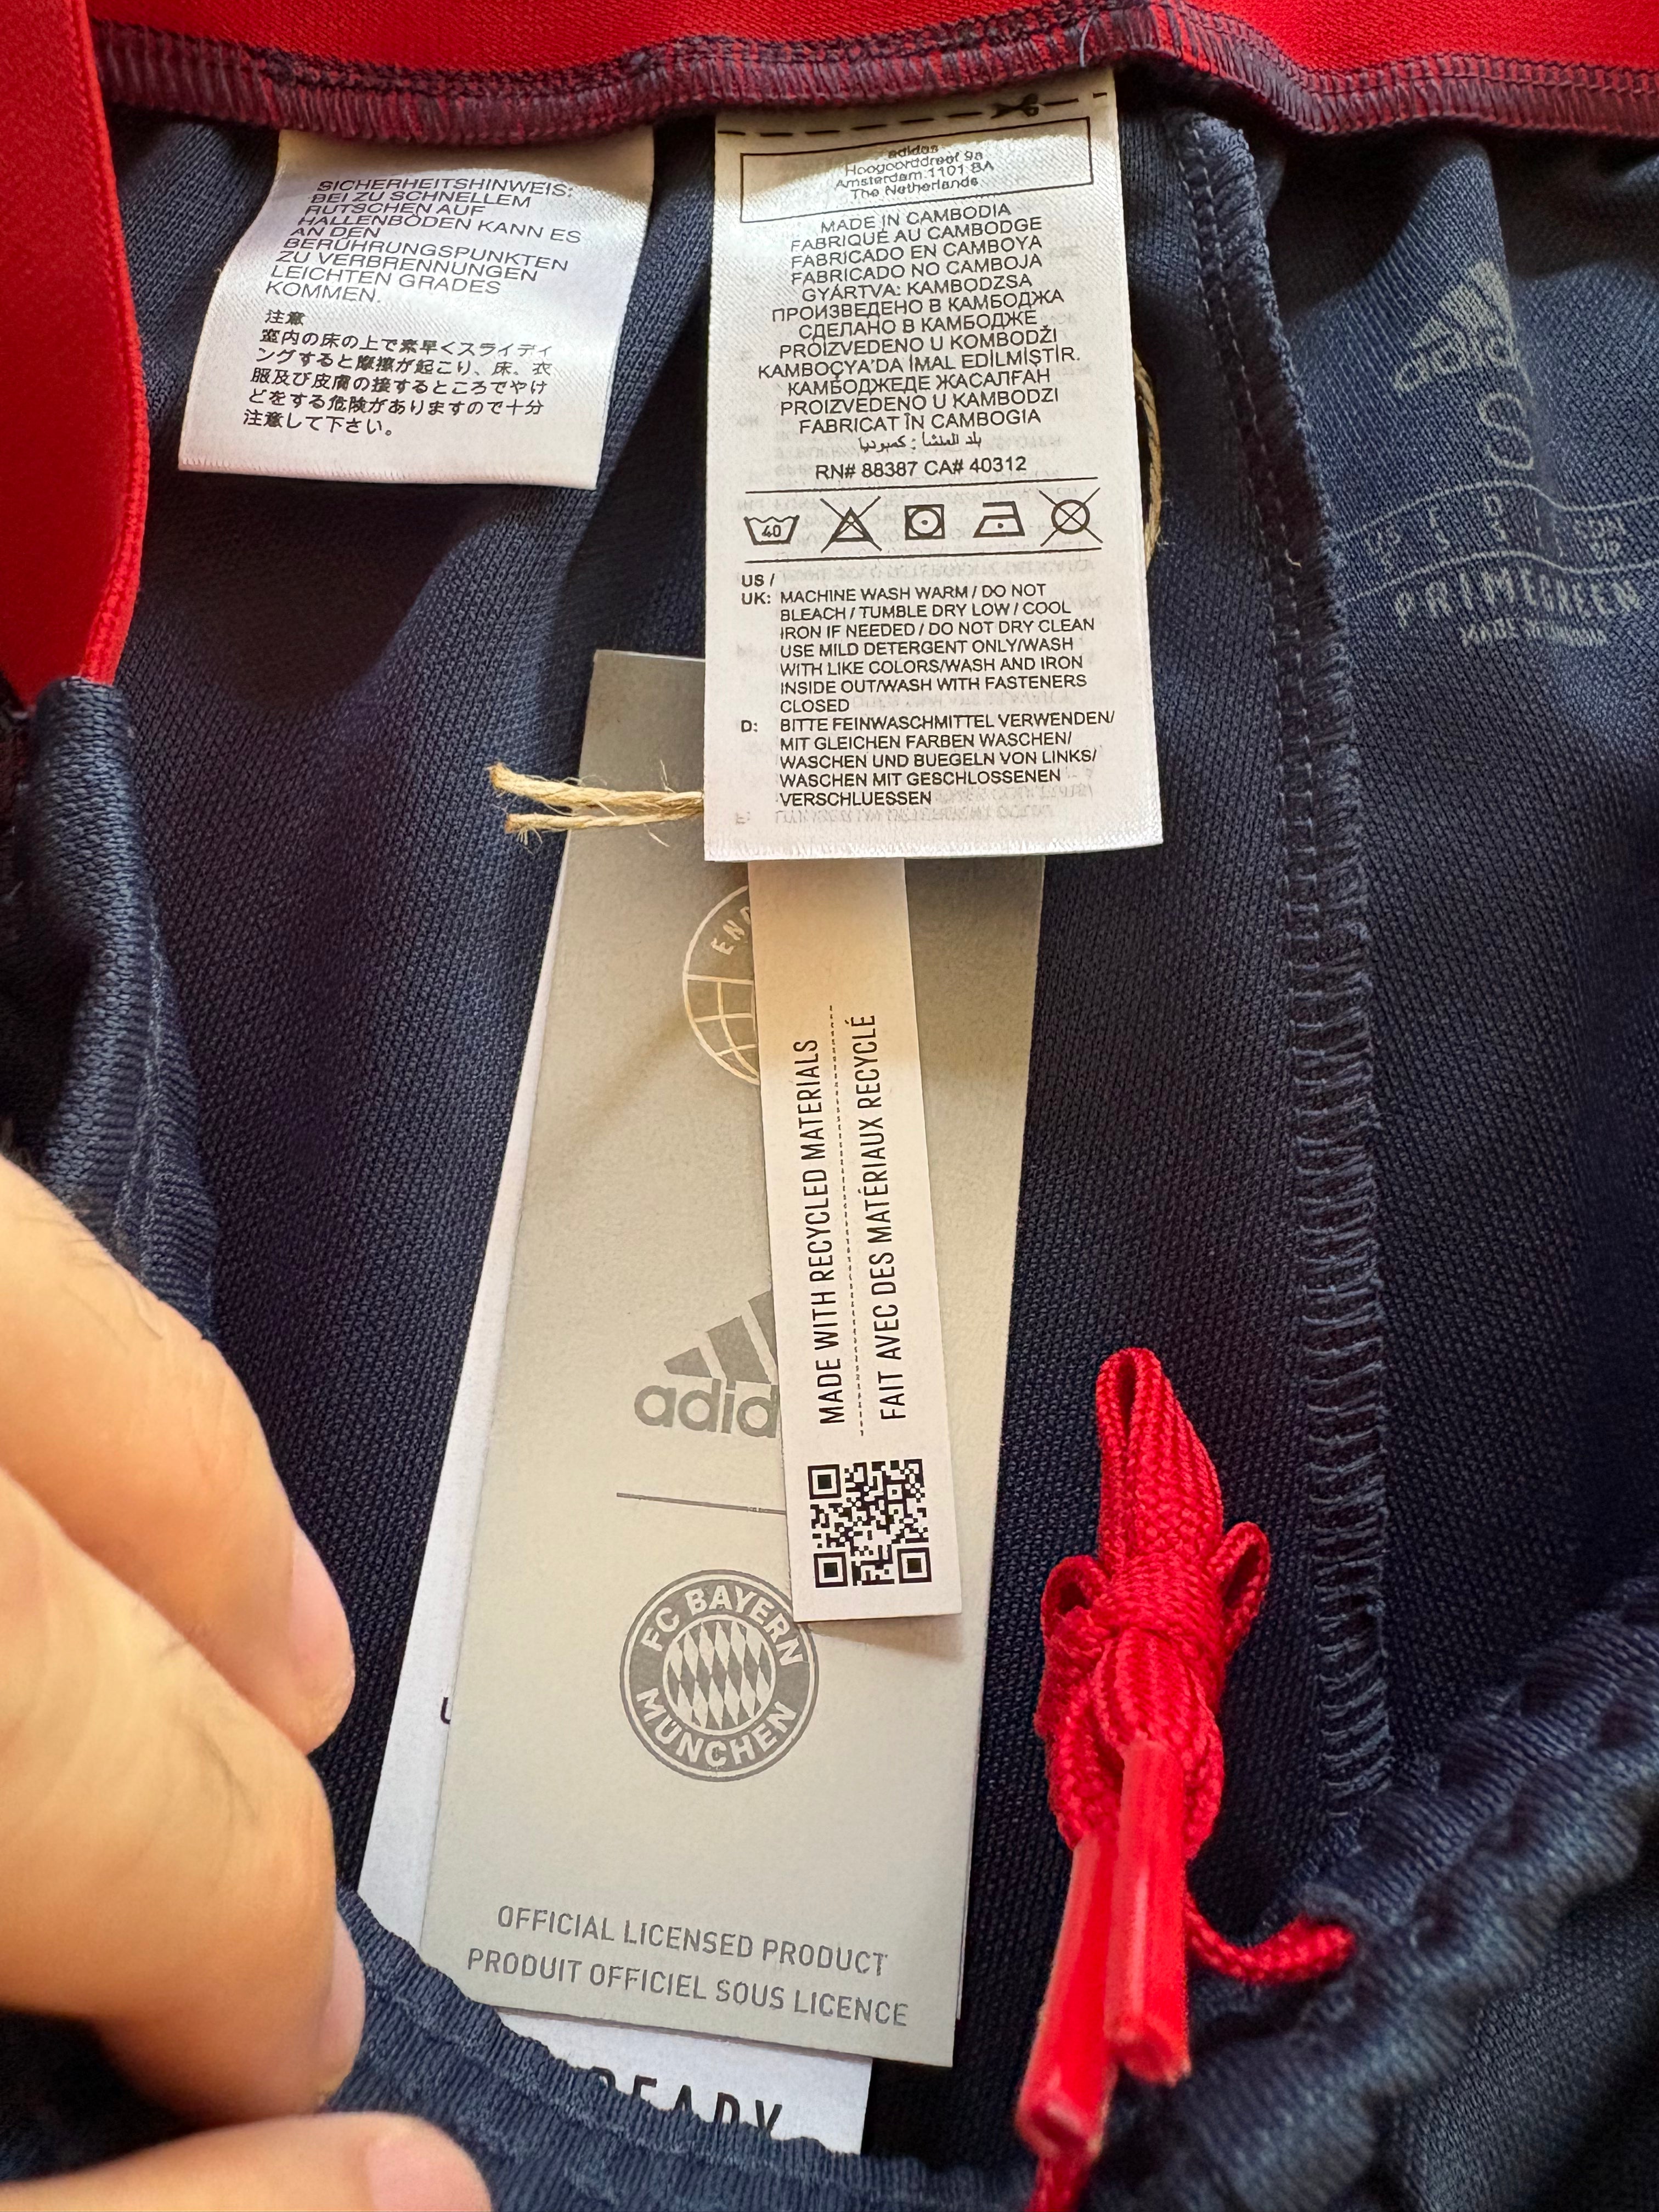 SICHERHEITSHINWEIS:
BEI ZU SCHNELLEM
RUTSCHEN AUF
HALLENBÖDEN KANN ES
AN DEN
BERÜHRUNGSPUNKTEN
ZU VERBRENNUNGEN
LEICHTEN GRADES
KOMMEN.
注意
室内の床の上で素早くスライディ
ングすると摩擦が起こり、床、衣
服及び皮膚の接するところでやけ
どをする危険がありますので十分
注意して下さい。
adidas
Hoogoorddreef 9a
Amsterdam 1101 BA
The Netherlands
MADE IN CAMBODIA
FABRIQUÉ AU CAMBODGE
FABRICADO EN CAMBOYA
FABRICADO NO CAMBOJA
GYÁRTVA: KAMBODZSA
ПРОИЗВЕДЕНО В КАМБОДЖА
СДЕЛАНО В КАМБОДЖЕ
PROIZVEDENO U KOMBODŽI
KAMBOÇYA'DA İMAL EDİLMİŞTİR.
КАМБОДЖЕДЕ ЖАСАЛҒАН
PROIZVEDENO U KAMBODZI
FABRICAT ÎN CAMBOGIA
بلد المنشأ : كمبوديا
RN# 88387 CA# 40312
40
US /
UK: MACHINE WASH WARM / DO NOT
BLEACH / TUMBLE DRY LOW / COOL
IRON IF NEEDED / DO NOT DRY CLEAN
USE MILD DETERGENT ONLY/WASH
WITH LIKE COLORS/WASH AND IRON
INSIDE OUT/WASH WITH FASTENERS
CLOSED
D: BITTE FEINWASCHMITTEL VERWENDEN/
MIT GLEICHEN FARBEN WASCHEN/
WASCHEN UND BUEGELN VON LINKS/
WASCHEN MIT GESCHLOSSENEN
VERSCHLUESSEN
adidas
S
PRIMEGREEN
MADE WITH RECYCLED MATERIALS
FAIT AVEC DES MATÉRIAUX RECYCLÉ
END
adid
FC BAYERN
MÜNCHEN
OFFICIAL LICENSED PRODUCT
PRODUIT OFFICIEL SOUS LICENCE
READY